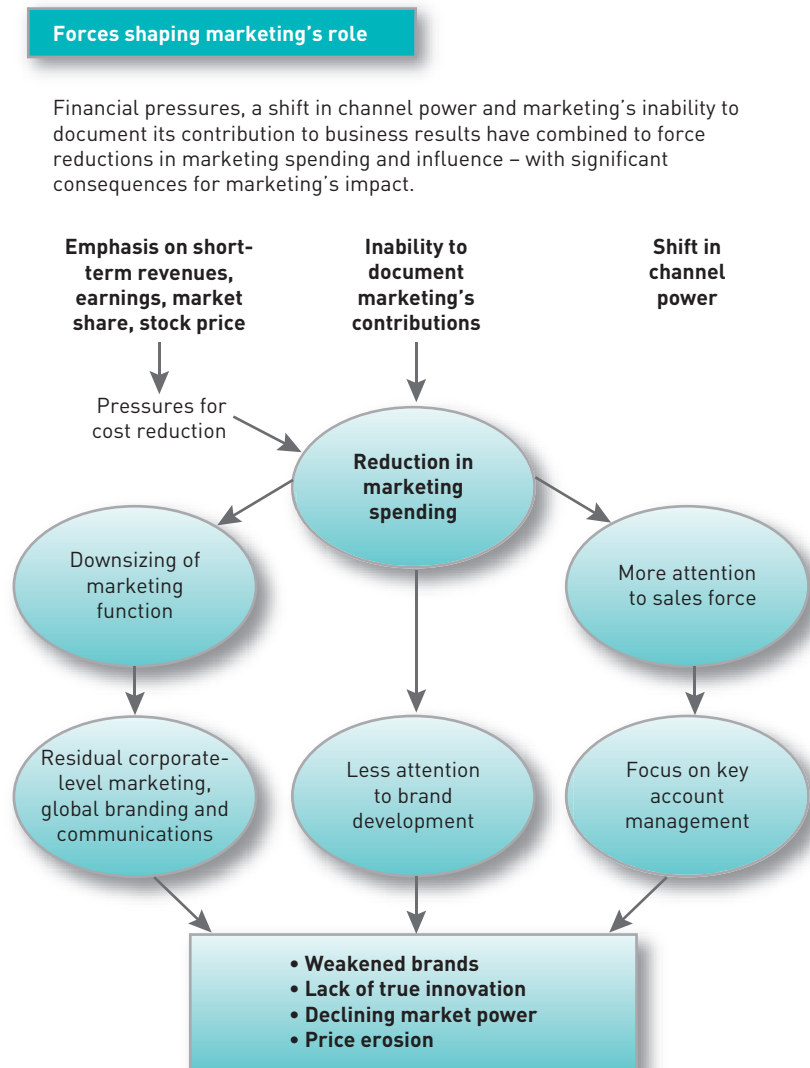 Forces shaping marketing's role
Financial pressures, a shift in channel power and marketing's inability to
document its contribution to business results have combined to force
reductions in marketing spending and influence – with significant
consequences for marketing's impact.
Emphasis on short-
term revenues,
earnings, market
share, stock price
Inability to
document
marketing's
contributions
Shift in
channel
power
Pressures for
cost reduction
Reduction in
marketing
spending
Downsizing of
marketing
function
More attention
to sales force
Residual corporate-
level marketing,
global branding and
communications
Less attention
to brand
development
Focus on key
account
management
• Weakened brands
• Lack of true innovation
• Declining market power
• Price erosion